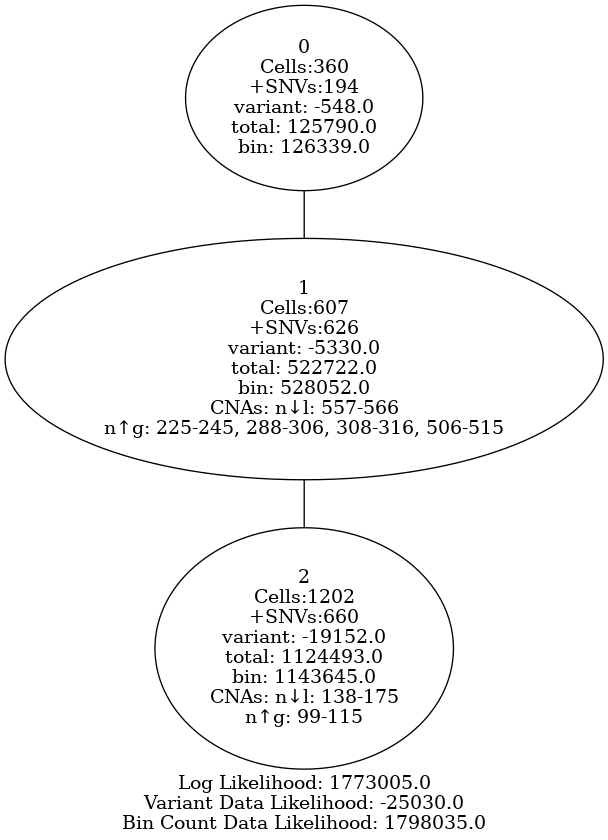 0
Cells:360
+SNVs:194
variant: -548.0
total: 125790.0
bin: 126339.0
1
Cells:607
+SNVs:626
variant: -5330.0
total: 522722.0
bin: 528052.0
CNAs: n↓l: 557-566
n↑g: 225-245, 288-306, 308-316, 506-515
2
Cells:1202
+SNVs:660
variant: -19152.0
total: 1124493.0
bin: 1143645.0
CNAs: n↓l: 138-175
n↑g: 99-115
Log Likelihood: 1773005.0
Variant Data Likelihood: -25030.0
Bin Count Data Likelihood: 1798035.0